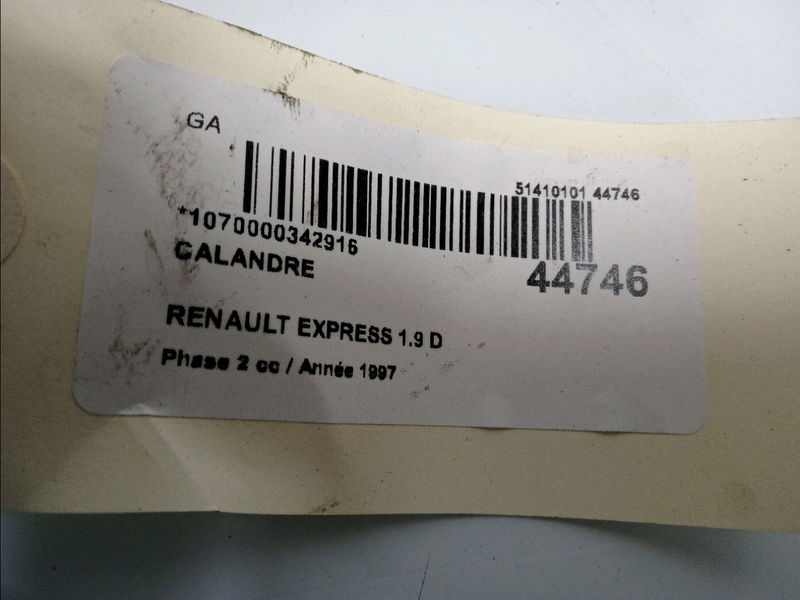 GA
51410101 44746
*1070000342916
44746
CALANDRE
RENAULT EXPRESS 1.9 D
Phase 2 cc / Année 1997